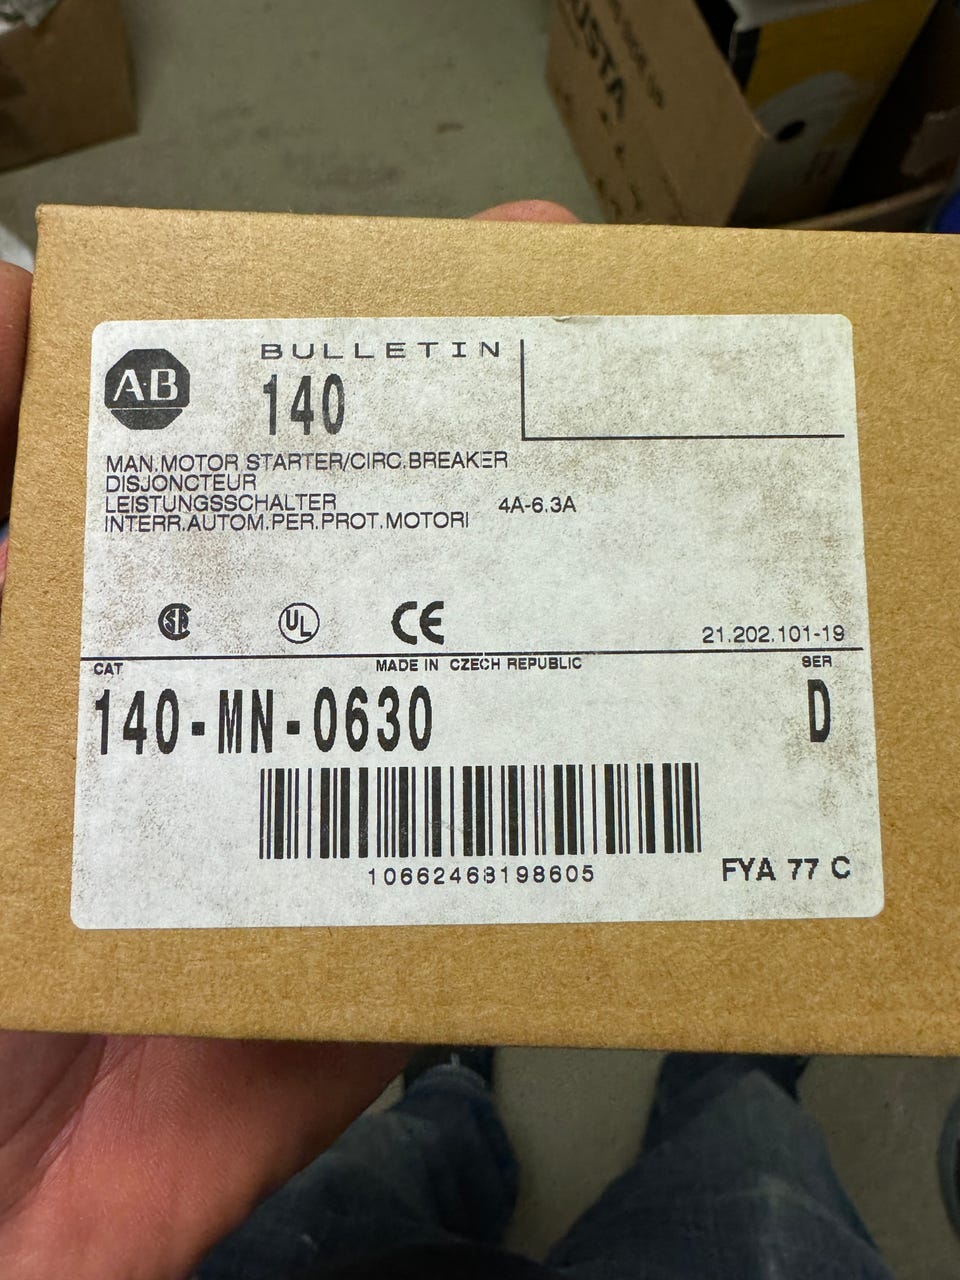 BULLETIN
A·B
140
MAN.MOTOR STARTER/CIRC.BREAKER
DISJONCTEUR
LEISTUNGSSCHALTER 4A-6,3A
INTERR.AUTOM.PER.PROT.MOTORI
UL
CE
21.202.101-19
CAT MADE IN CZECH REPUBLIC SER
140-MN-0630 D
10662468198605
FYA 77 C